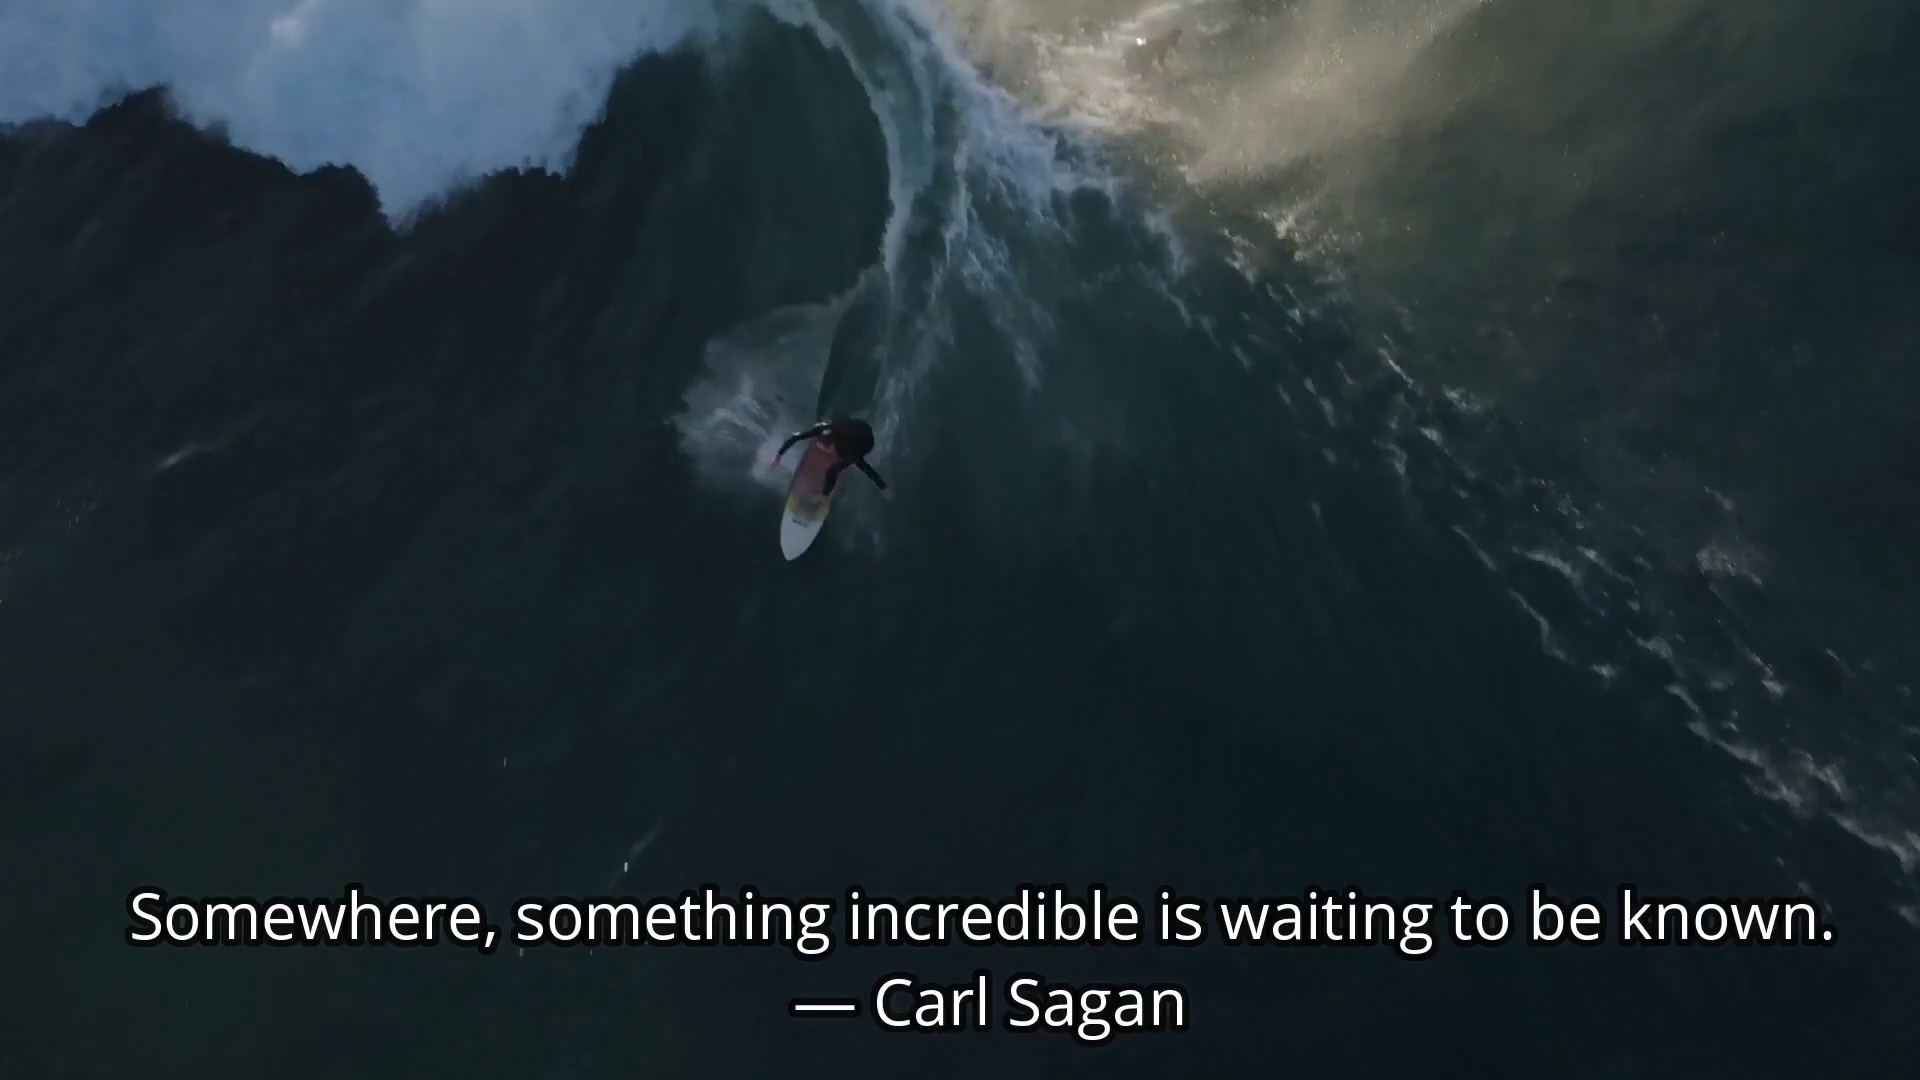 Somewhere, something incredible is waiting to be known.
— Carl Sagan